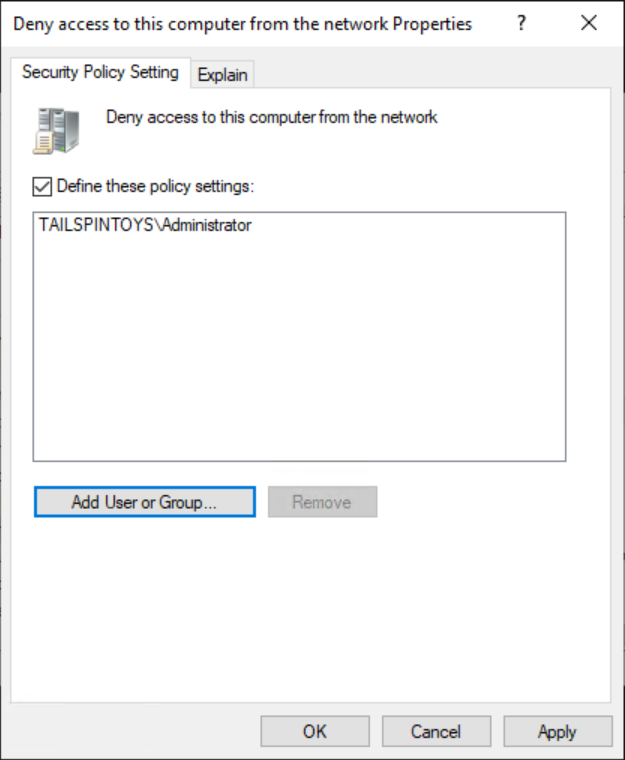 Deny access to this computer from the network Properties ?
Security Policy Setting Explain
Deny access to this computer from the network
Define these policy settings:
TAILSPINTOYS\Administrator
Add User or Group... Remove
OK Cancel Apply